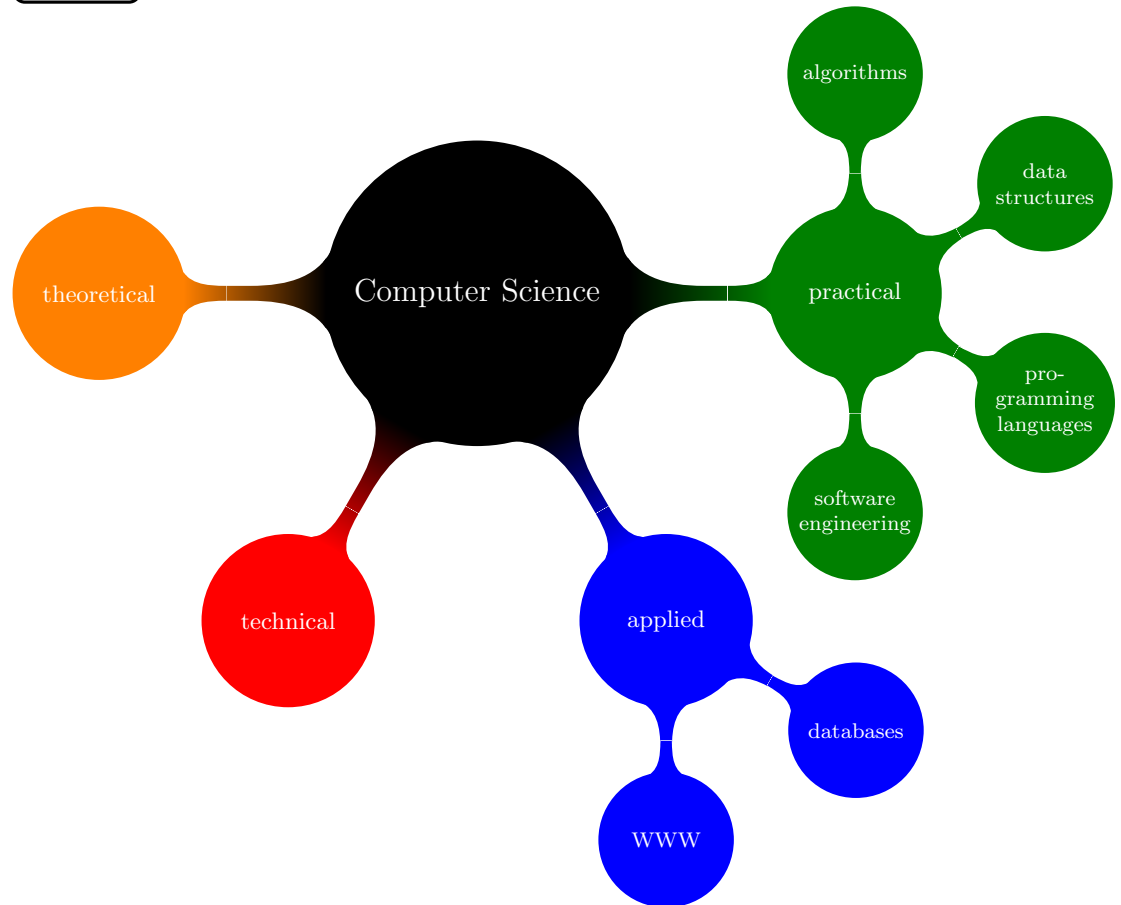 algorithms
data
structures
theoretical
Computer Science
practical
pro-
gramming
languages
software
engineering
technical
applied
databases
WWW